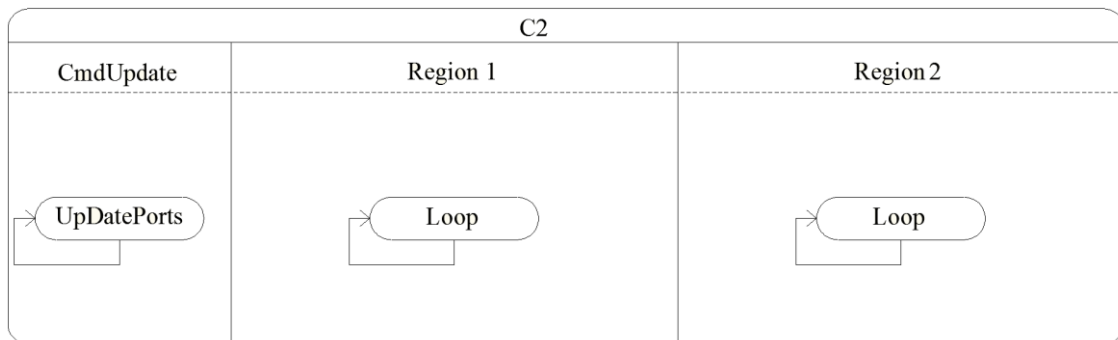 C2
CmdUpdate
Region 1
Region 2
UpDatePorts
Loop
Loop